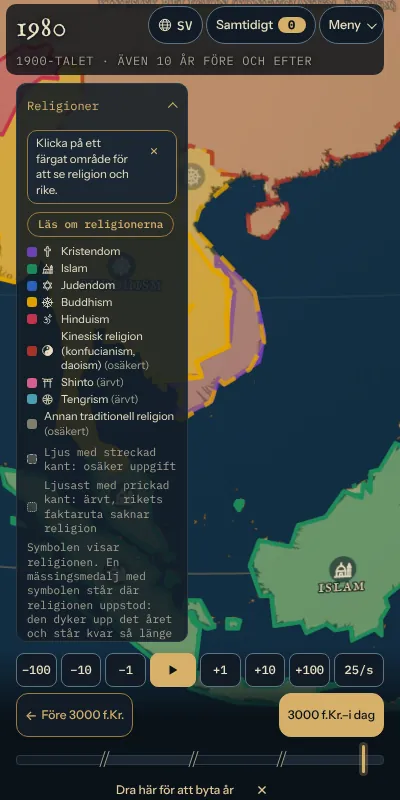 1980
SV
Samtidigt 0
Meny
1900-TALET · ÄVEN 10 ÅR FÖRE OCH EFTER
Religioner
Klicka på ett
färgat område för
att se religion och
rike.
Läs om religionerna
Kristendom
Islam
Judendom
Buddhism
Hinduism
Kinesisk religion
(konfucianism,
daoism) (osäkert)
Shinto (ärvt)
Tengrism (ärvt)
Annan traditionell religion
(osäkert)
Ljus med streckad
kant: osäker uppgift
Ljusast med prickad
kant: ärvt, rikets
faktaruta saknar
religion
Symbolen visar
religionen. En
mässingsmedalj med
symbolen står där
religionen uppstod:
den dyker upp det året
och står kvar så länge
ISLAM
−100
−10
−1
+1
+10
+100
25/s
← Före 3000 f.Kr.
3000 f.Kr.–i dag
Dra här för att byta år